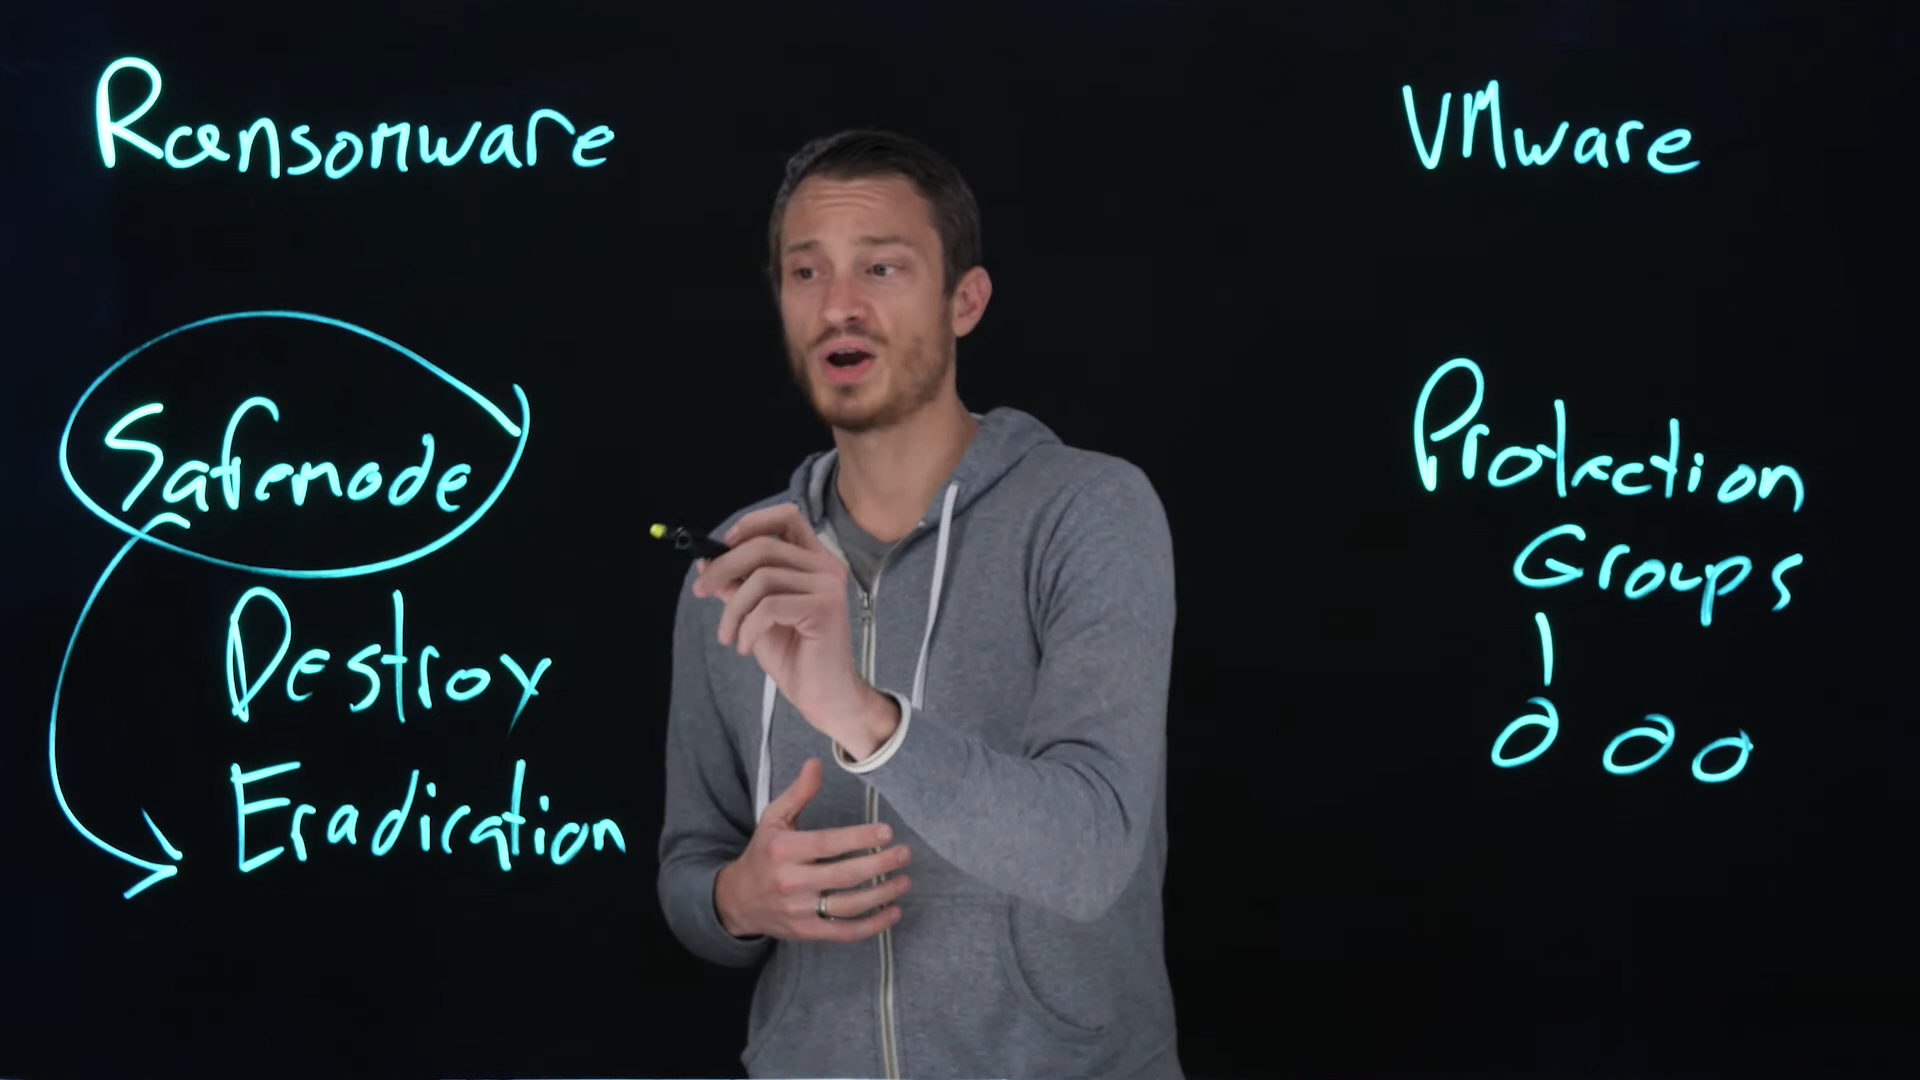 Ransomware
Safemode
Destroy
Eradication
VMware
Protection
Groups